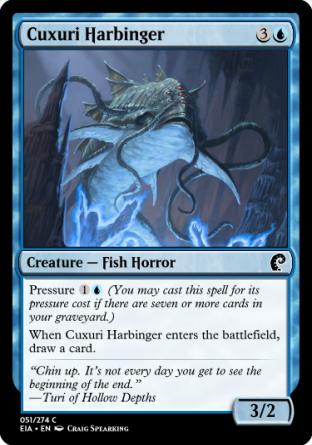 Cuxuri Harbinger 3
Creature — Fish Horror
Pressure 1 (You may cast this spell for its
pressure cost if there are seven or more cards in
your graveyard.)
When Cuxuri Harbinger enters the battlefield,
draw a card.
“Chin up. It’s not every day you get to see the
beginning of the end.”
—Turi of Hollow Depths
3/2
051/274 C
EIA • EN Craig Spearking